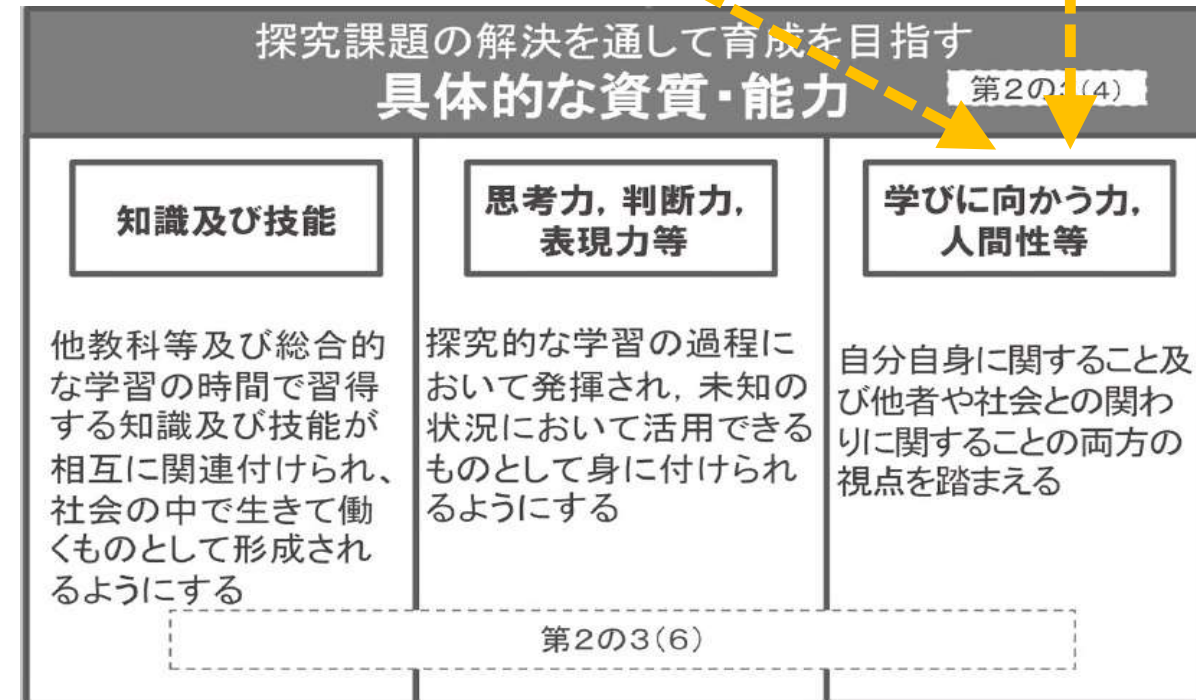 探究課題の解決を通して育成を目指す
具体的な資質・能力
第2の3(4)
知識及び技能
思考力，判断力，
表現力等
学びに向かう力，
人間性等
他教科等及び総合的
な学習の時間で習得
する知識及び技能が
相互に関連付けられ、
社会の中で生きて働
くものとして形成され
るようにする
探究的な学習の過程に
おいて発揮され，未知の
状況において活用できる
ものとして身に付けられ
るようにする
自分自身に関すること及
び他者や社会との関わ
りに関することの両方の
視点を踏まえる
第2の3(6)